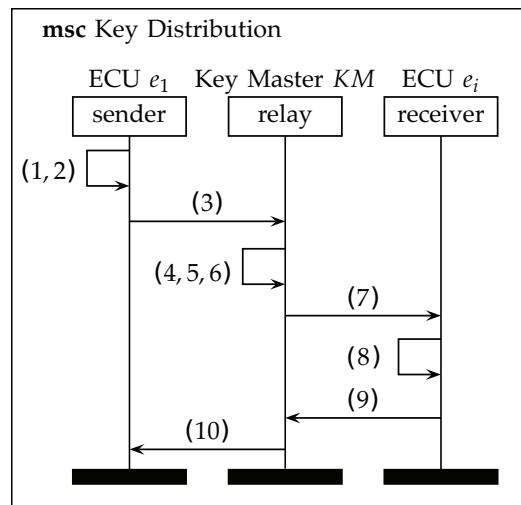 msc Key Distribution
ECU e₁ Key Master KM ECU eᵢ
sender relay receiver
(1, 2)
(3)
(4, 5, 6)
(7)
(8)
(9)
(10)